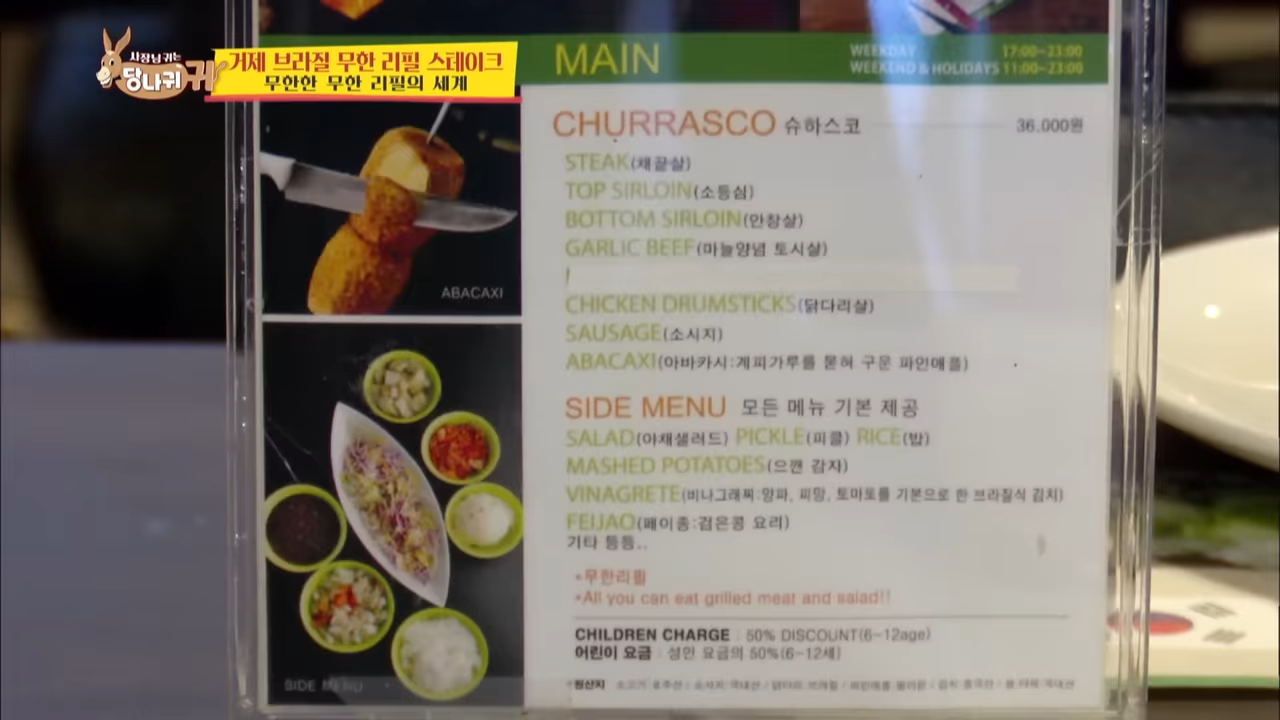 사장님 귀는
당나귀 귀
거제 브라질 무한 리필 스테이크
무한한 무한 리필의 세계
MAIN
WEEKDAY 17:00~23:00
WEEKEND & HOLIDAYS 11:00~23:00
CHURRASCO 슈하스코 36,000원
STEAK(채끝살)
TOP SIRLOIN(소등심)
BOTTOM SIRLOIN(안창살)
GARLIC BEEF(마늘양념 토시살)
CHICKEN DRUMSTICKS(닭다리살)
SAUSAGE(소시지)
ABACAXI(아바카시:계피가루를 묻혀 구운 파인애플)
ABACAXI
SIDE MENU 모든 메뉴 기본 제공
SALAD(야채샐러드) PICKLE(피클) RICE(밥)
MASHED POTATOES(으깬 감자)
VINAGRETE(비나그래찌:양파, 피망, 토마토를 기본으로 한 브라질식 김치)
FEIJAO(페이종:검은콩 요리)
기타 등등..
*무한리필
*All you can eat grilled meat and salad!!
CHILDREN CHARGE : 50% DISCOUNT(6-12age)
어린이 요금 : 성인 요금의 50%(6-12세)
SIDE MENU
*원산지